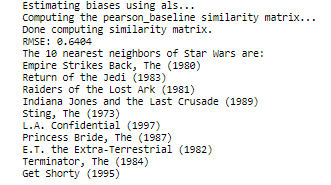 Estimating biases using als...
Computing the pearson_baseline similarity matrix...
Done computing similarity matrix.
RMSE: 0.6404
The 10 nearest neighbors of Star Wars are:
Empire Strikes Back, The (1980)
Return of the Jedi (1983)
Raiders of the Lost Ark (1981)
Indiana Jones and the Last Crusade (1989)
Sting, The (1973)
L.A. Confidential (1997)
Princess Bride, The (1987)
E.T. the Extra-Terrestrial (1982)
Terminator, The (1984)
Get Shorty (1995)